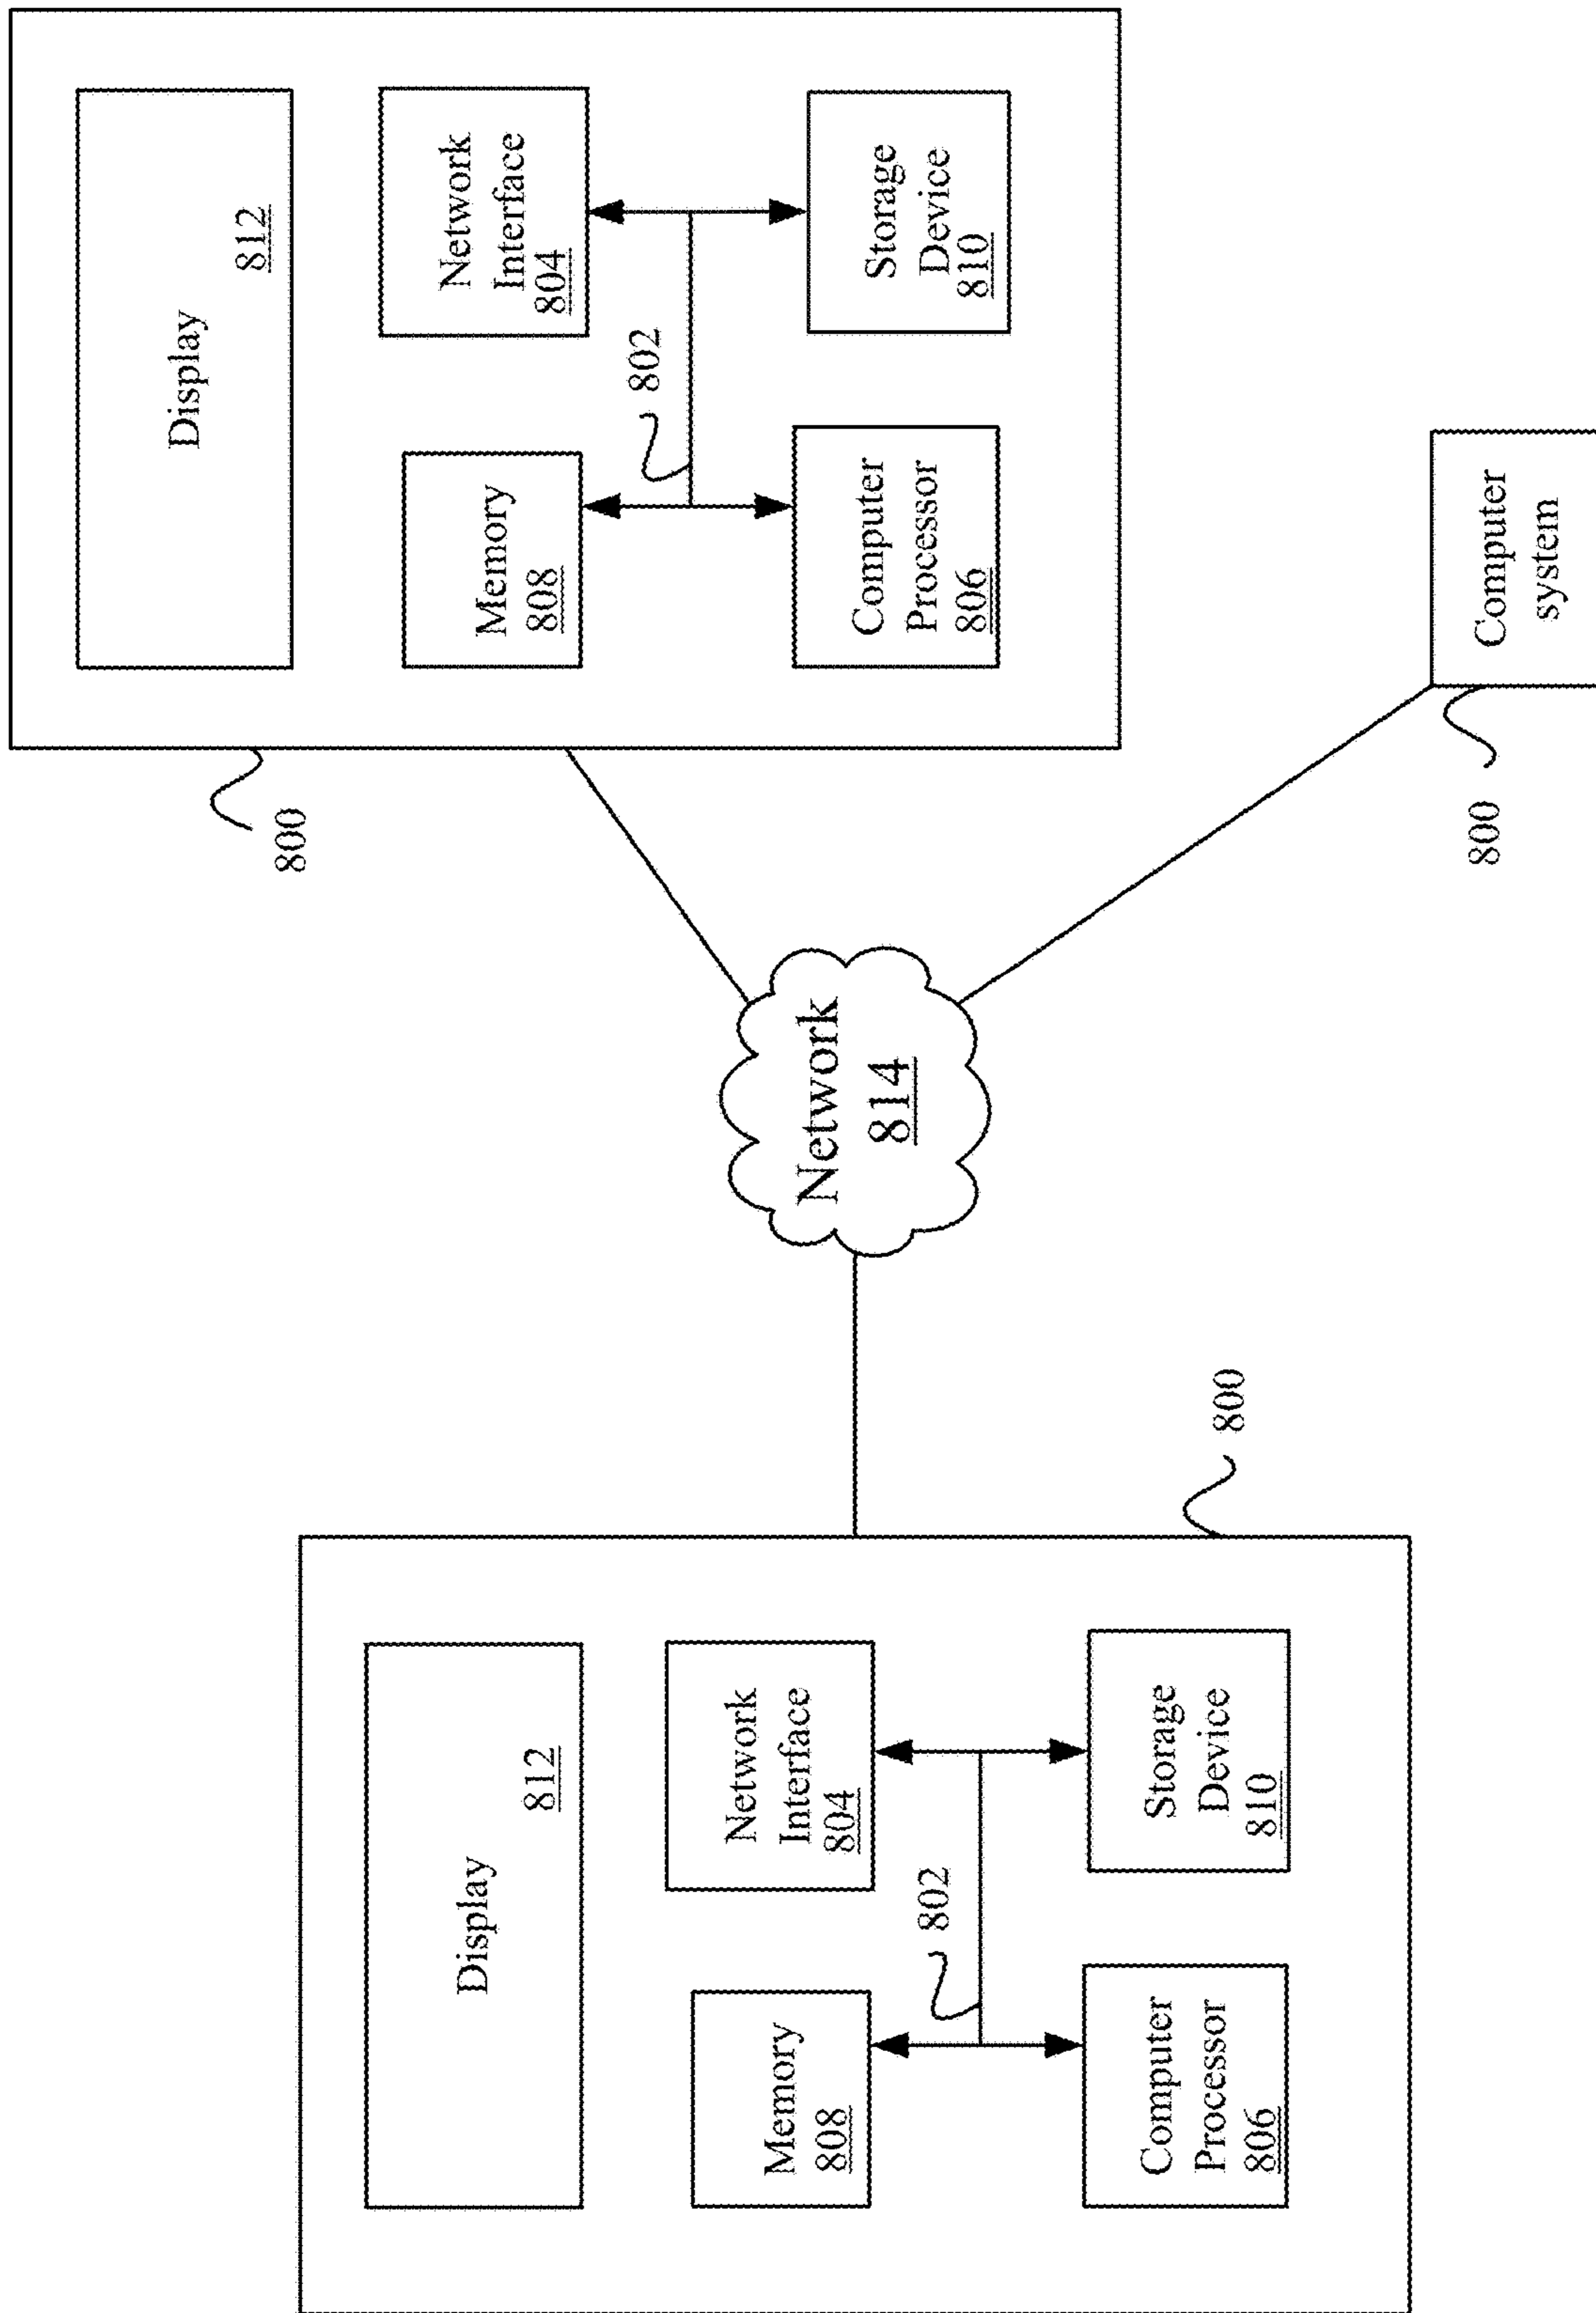 Display
812
Memory
808
Network
Interface
804
802
Computer
Processor
806
Storage
Device
810
800
Network
814
Display
812
Memory
808
Network
Interface
804
802
Computer
Processor
806
Storage
Device
810
800
800
Computer
system